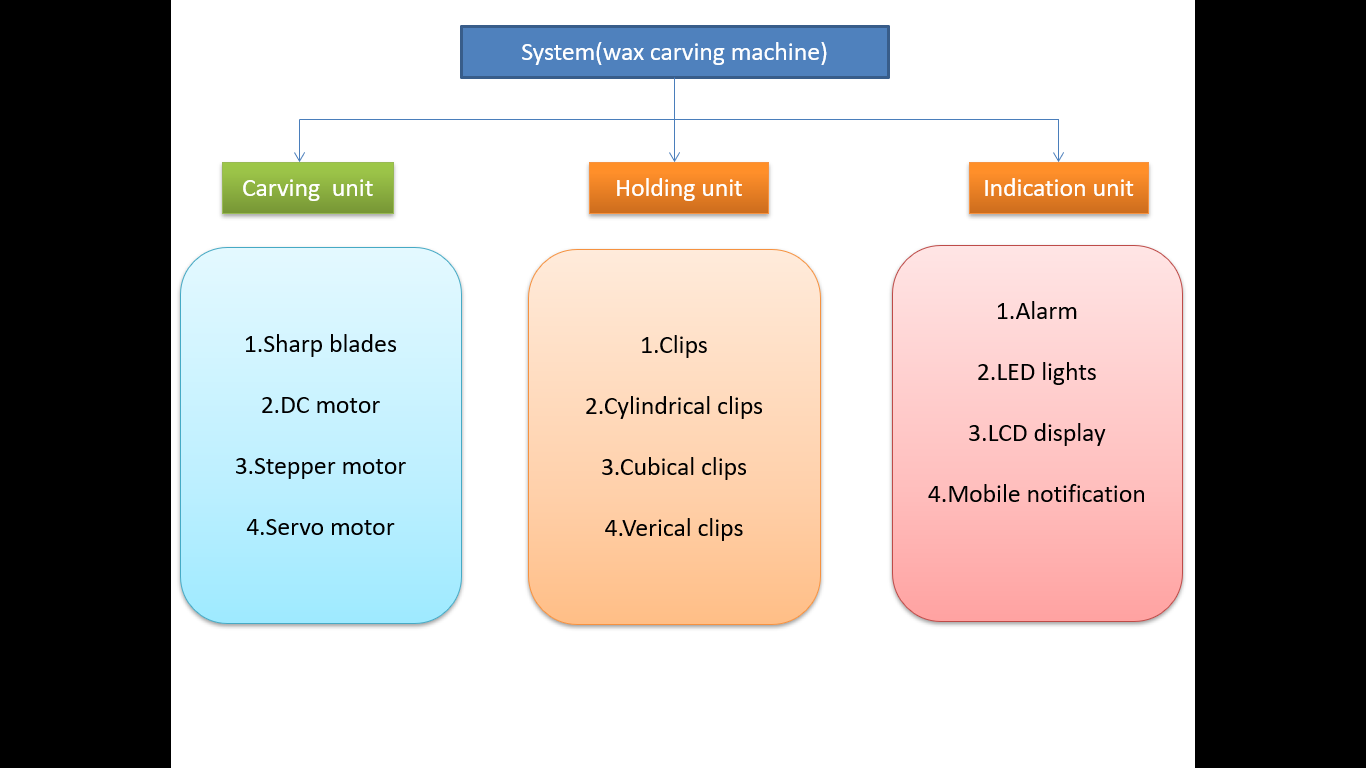 System(wax carving machine)
Carving  unit
Holding unit
Indication unit
1.Sharp blades
2.DC motor
3.Stepper motor
4.Servo motor
1.Clips
2.Cylindrical clips
3.Cubical clips
4.Verical clips
1.Alarm
2.LED lights
3.LCD display
4.Mobile notification